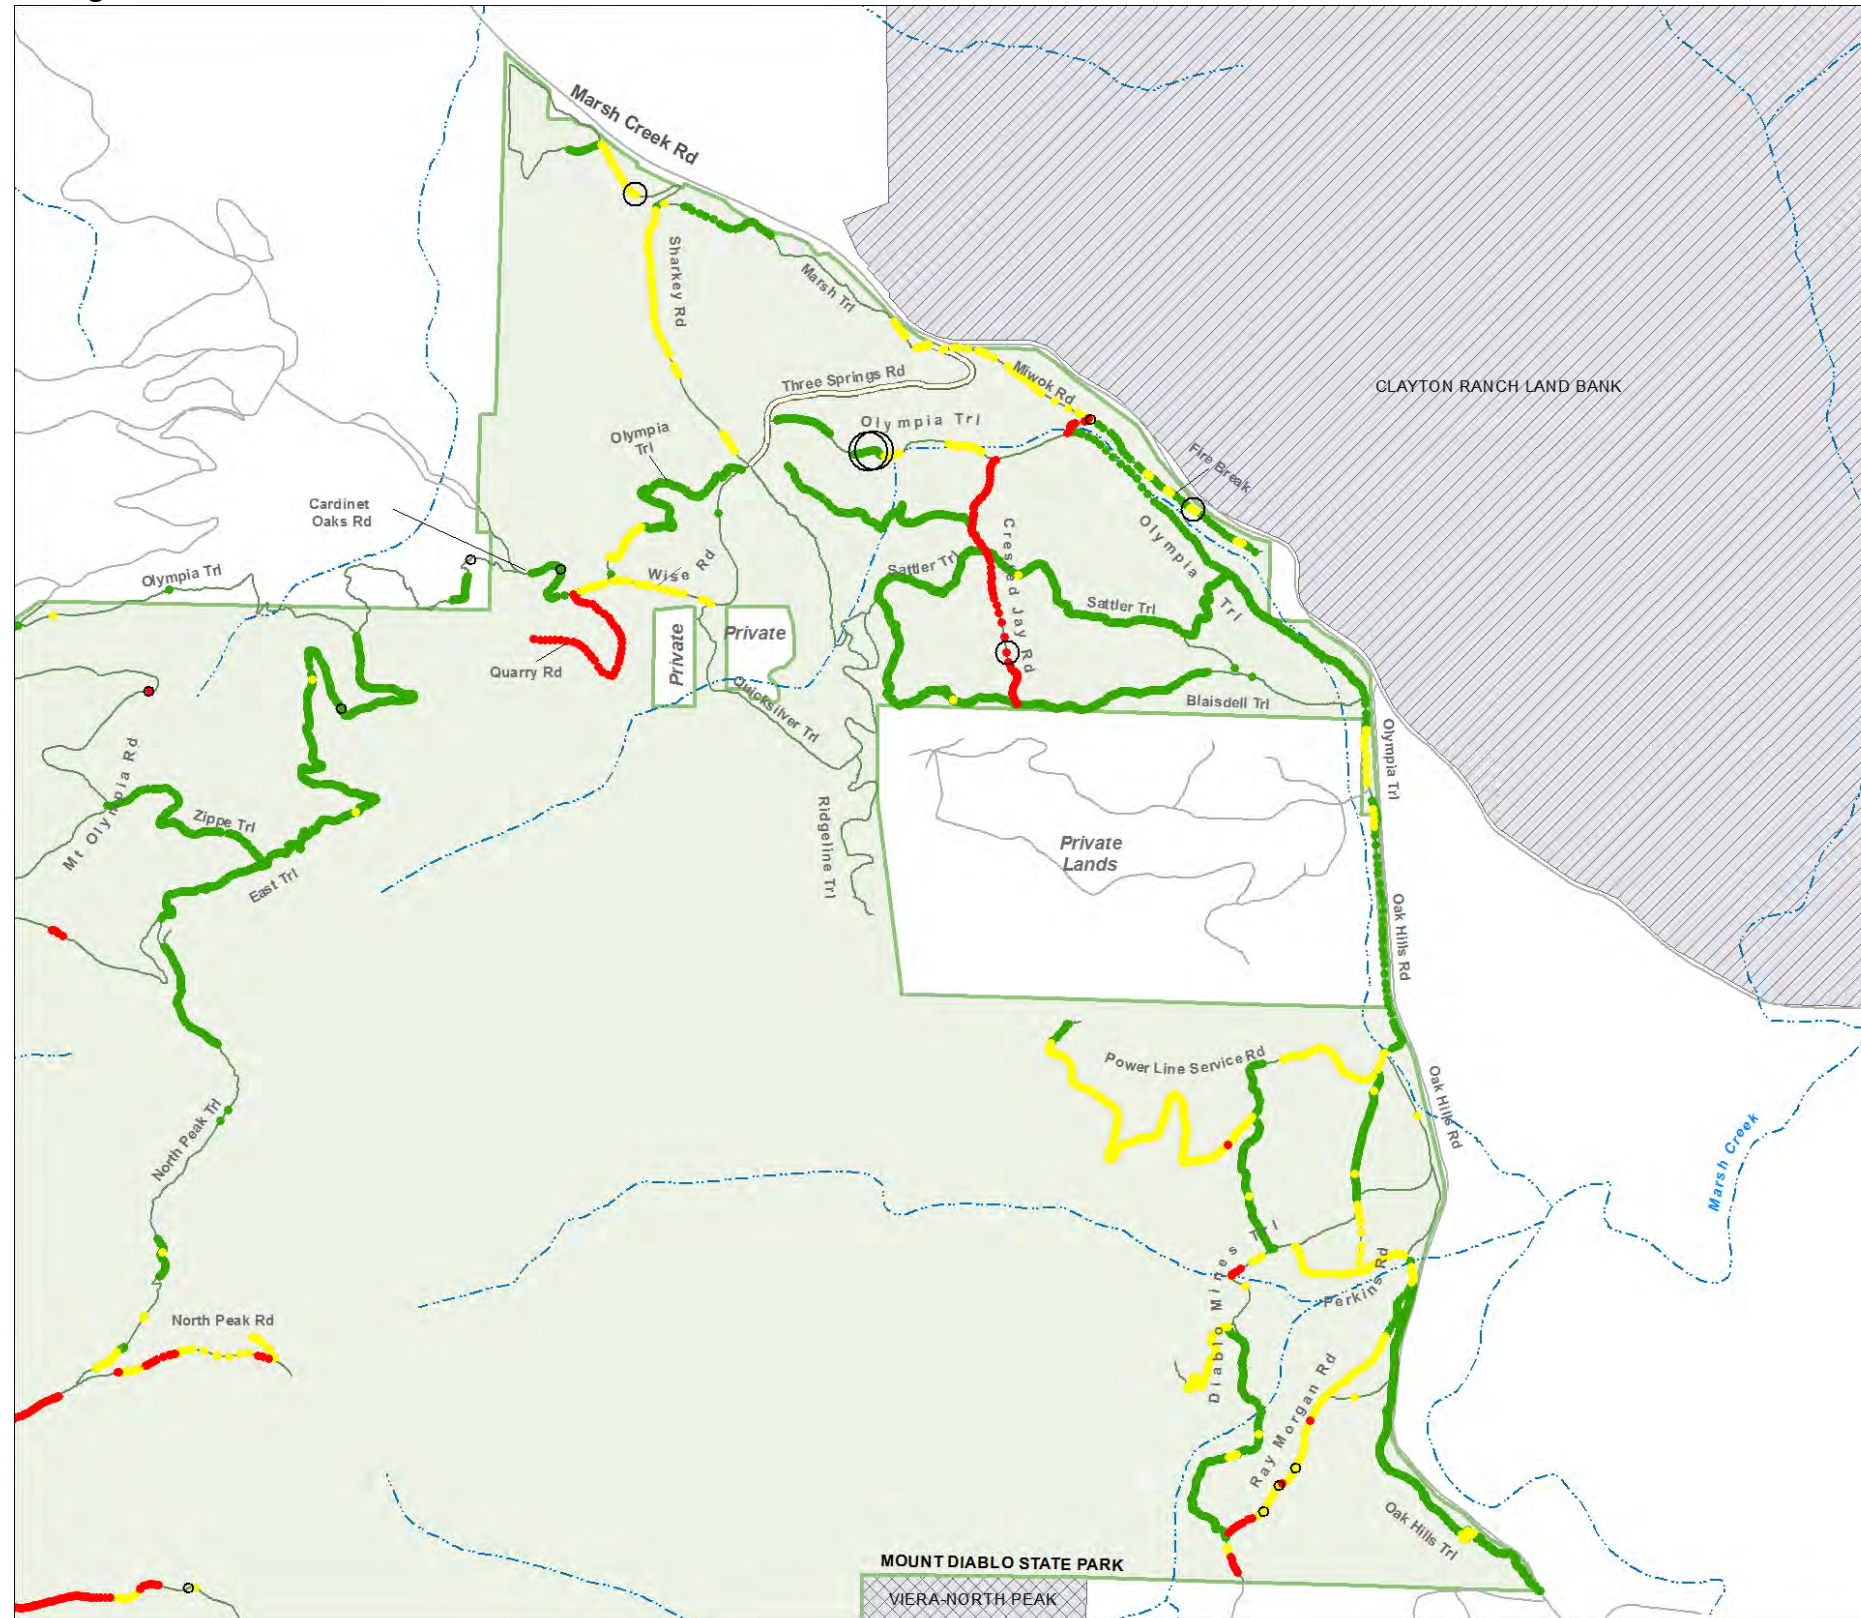 Marsh Creek Rd
Sharkey Rd
Marsh Trl
Three Springs Rd
Miwok Rd
CLAYTON RANCH LAND BANK
Olympia Trl
Olympia
Trl
Fire Break
Cardinet
Oaks Rd
Crested Jay Rd
Olympia Trl
Wise Rd
Sattler Trl
Olympia Trl
Sattler Trl
Private
Private
Quarry Rd
Quicksilver Trl
Blaisdell Trl
Olympia Trl
Mt Olympia Rd
Zippe Trl
Ridgeline Trl
Private
Lands
East Trl
Oak Hills Rd
Power Line Service Rd
Oak Hills Rd
North Peak Trl
Marsh Creek
Diablo Mines Trl
Perkins Rd
North Peak Rd
Ray Morgan Rd
Oak Hills Trl
MOUNT DIABLO STATE PARK
VIERA-NORTH PEAK